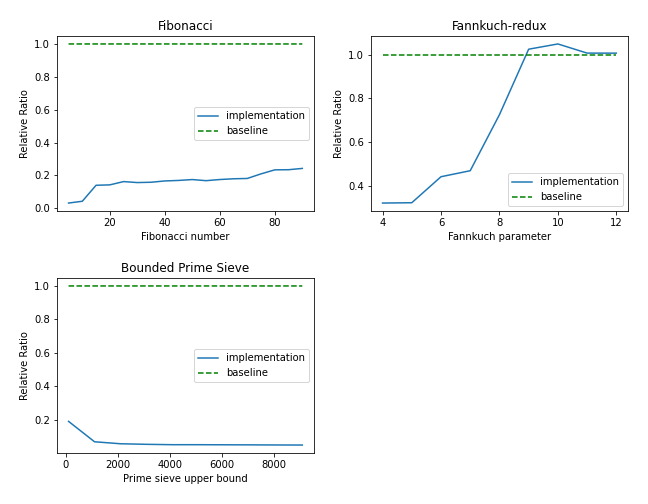 Fibonacci
1.0
0.8
0.6
0.4
0.2
0.0
Relative Ratio
implementation
baseline
20
40
60
80
Fibonacci number
Fannkuch-redux
1.0
0.8
0.6
0.4
Relative Ratio
implementation
baseline
4
6
8
10
12
Fannkuch parameter
Bounded Prime Sieve
1.0
0.8
0.6
0.4
0.2
Relative Ratio
implementation
baseline
0
2000
4000
6000
8000
Prime sieve upper bound